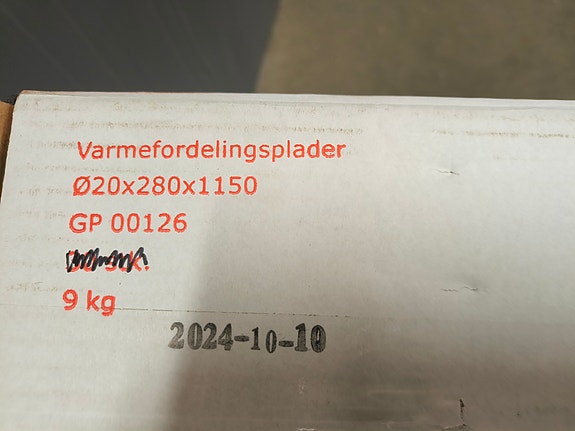 Varmefordelingsplader
Ø20x280x1150
GP 00126
9 kg
2024-10-10